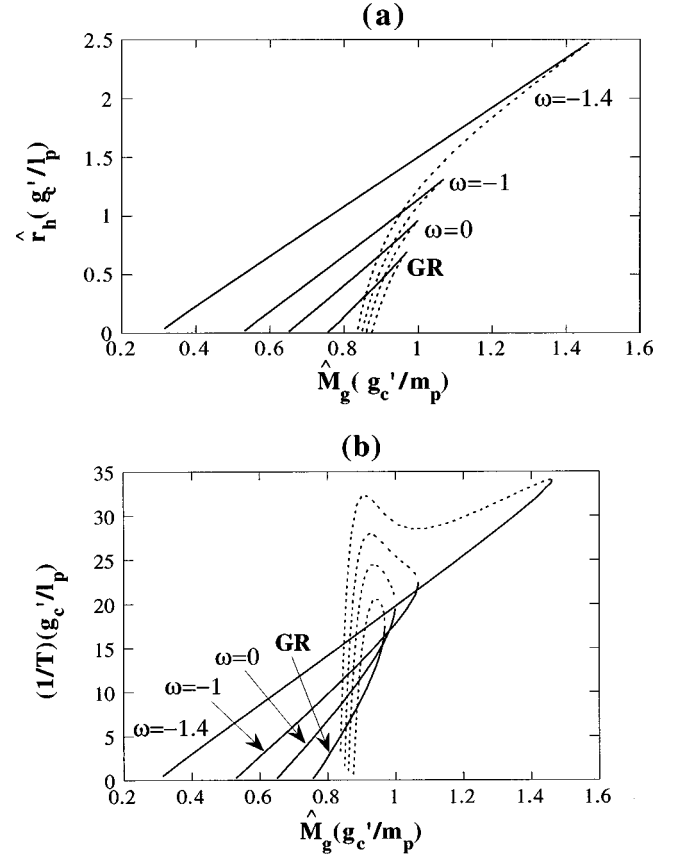 (a)
2.5
2
1.5
1
0.5
0
r̂h(gc'/lp)
ω=−1.4
ω=−1
ω=0
GR
0.2 0.4 0.6 0.8 1 1.2 1.4 1.6
M̂g(gc'/mp)
(b)
35
30
25
20
15
10
5
0
(1/T)(gc'/lp)
GR
ω=0
ω=−1
ω=−1.4
0.2 0.4 0.6 0.8 1 1.2 1.4 1.6
M̂g(gc'/mp)